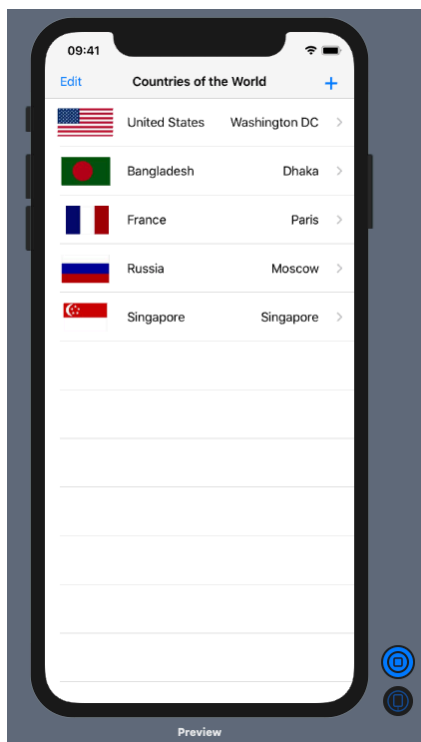 09:41
Edit Countries of the World +
United States Washington DC
Bangladesh Dhaka
France Paris
Russia Moscow
Singapore Singapore
Preview